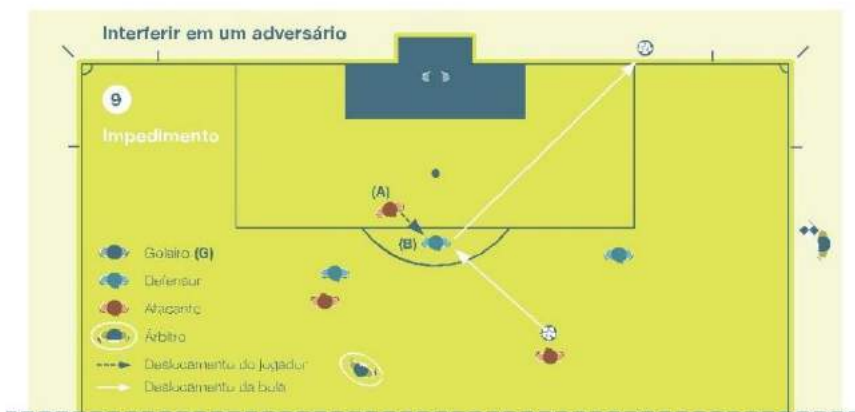 Interferir em um adversário
9
Impedimento
(A)
(B)
Goleiro (G)
Defensor
Atacante
Árbitro
Deslocamento do jogador
Deslocamento da bola